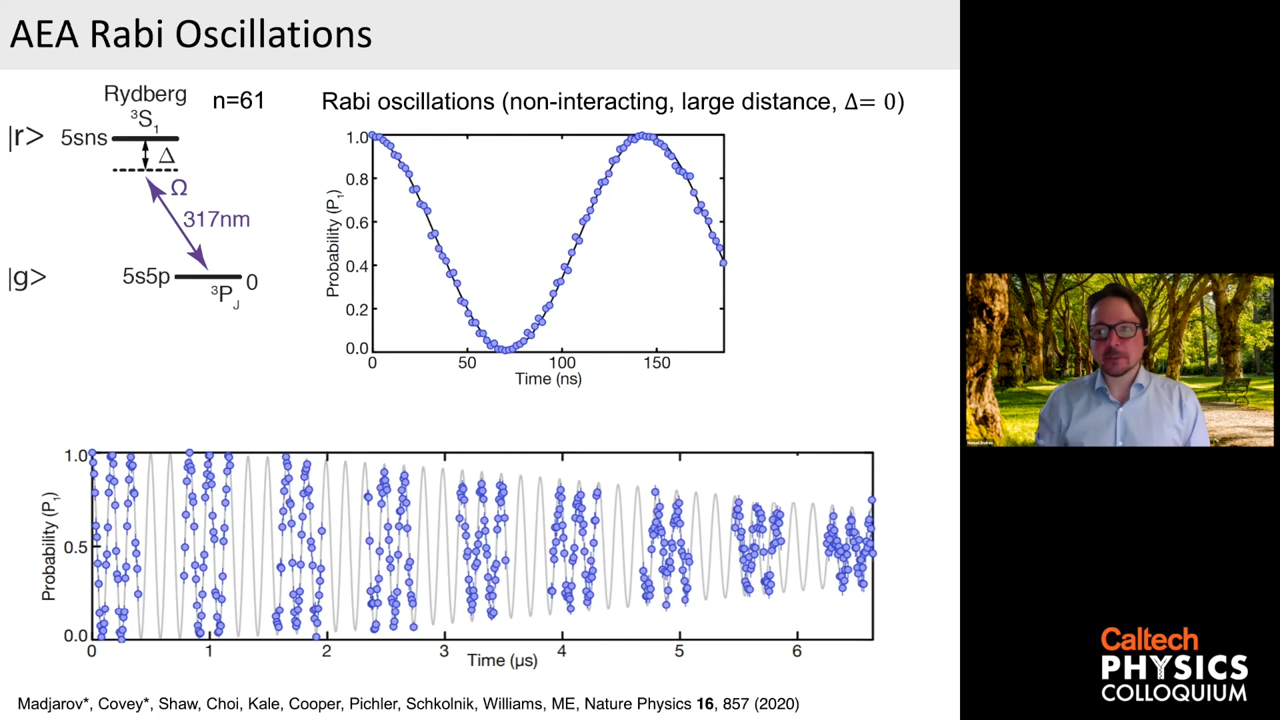 AEA Rabi Oscillations
Rydberg
n=61
³S₁
|r>
5sns
Δ
Ω
317nm
|g>
5s5p
0
³P_J
Rabi oscillations (non-interacting, large distance, Δ= 0)
Probability (P₁)
1.0
0.8
0.6
0.4
0.2
0.0
0
50
100
150
Time (ns)
Probability (P₁)
1.0
0.5
0.0
0
1
2
3
4
5
6
Time (µs)
Madjarov*, Covey*, Shaw, Choi, Kale, Cooper, Pichler, Schkolnik, Williams, ME, Nature Physics 16, 857 (2020)
Caltech
PHYSICS
COLLOQUIUM